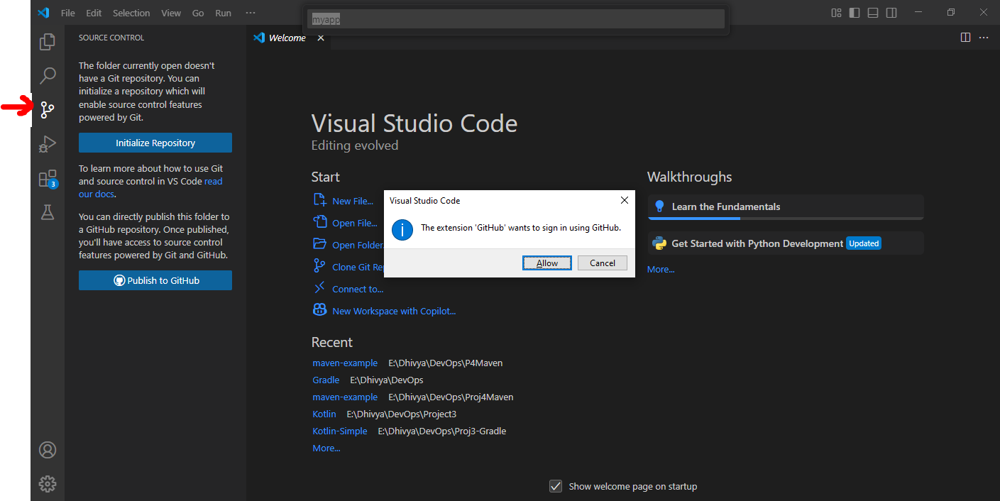 File Edit Selection View Go Run ···
myapp
SOURCE CONTROL
The folder currently open doesn't
have a Git repository. You can
initialize a repository which will
enable source control features
powered by Git.
Initialize Repository
To learn more about how to use Git
and source control in VS Code read
our docs.
You can directly publish this folder to
a GitHub repository. Once published,
you'll have access to source control
features powered by Git and GitHub.
Publish to GitHub
3
Welcome
Visual Studio Code
Editing evolved
Start
New File...
Open File...
Open Folder
Clone Git Re
Connect to...
New Workspace with Copilot...
Recent
maven-example E:\Dhivya\DevOps\P4Maven
Gradle E:\Dhivya\DevOps
maven-example E:\Dhivya\DevOps\Proj4Maven
Kotlin E:\Dhivya\DevOps\Project3
Kotlin-Simple E:\Dhivya\DevOps\Proj3-Gradle
More...
Walkthroughs
Learn the Fundamentals
Get Started with Python Development Updated
More...
Visual Studio Code
The extension 'GitHub' wants to sign in using GitHub.
Allow Cancel
Show welcome page on startup